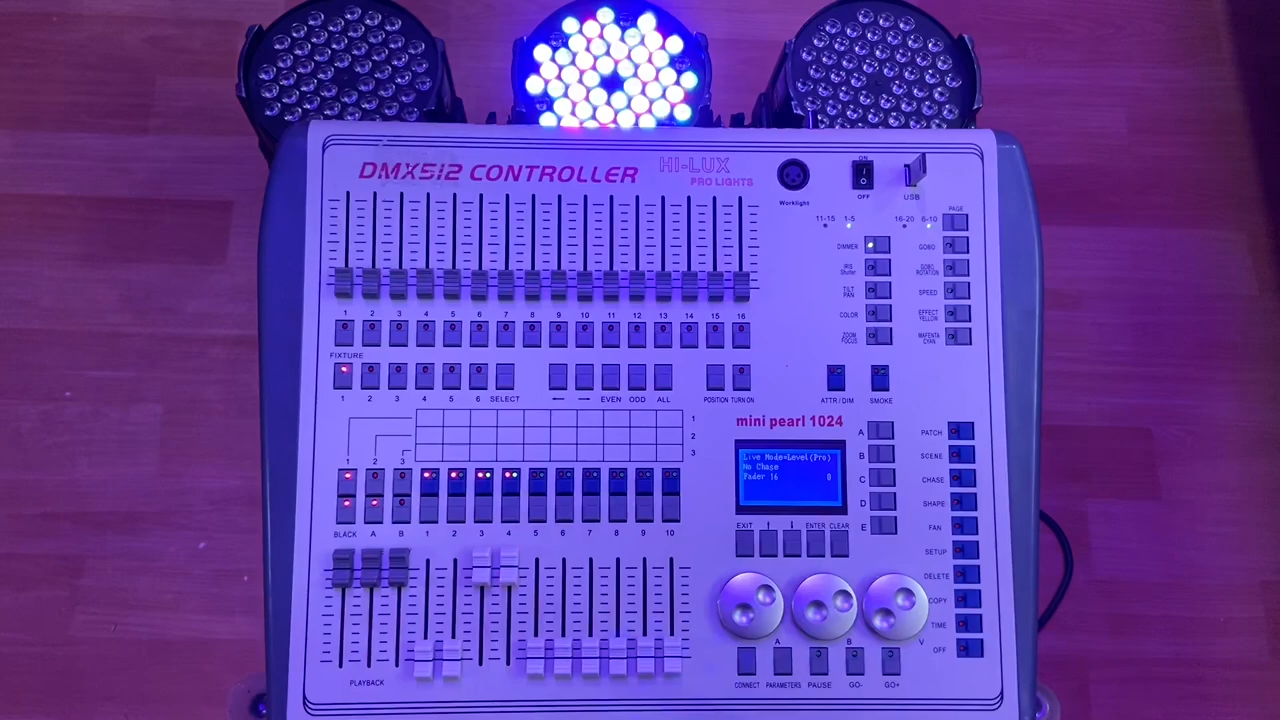 DMX512 CONTROLLER
HI-LUX
PRO LIGHTS
Worklight
ON
I
O
OFF
USB
11-15 1-5 16-20 6-10
PAGE
DIMMER GOBO
IRIS
Shutter
GOBO
ROTATION
TILT
PAN
SPEED
COLOR
EFFECT
YELLOW
ZOOM
FOCUS
MAFENTA
CYAN
1 2 3 4 5 6 7 8 9 10 11 12 13 14 15 16
FIXTURE
1 2 3 4 5 6 SELECT ← → EVEN ODD ALL POSITION TURN ON ATTR / DIM SMOKE
1
2
3
1 2 3
BLACK A B 1 2 3 4 5 6 7 8 9 10
PLAYBACK
mini pearl 1024
Live Mode=Level(Pro)
No Chase
Fader 16 0
A
B
C
D
E
EXIT ↑ ↓ ENTER CLEAR
PATCH
SCENE
CHASE
SHAPE
FAN
SETUP
DELETE
COPY
TIME
OFF
A B V
CONNECT PARAMETERS PAUSE GO- GO+